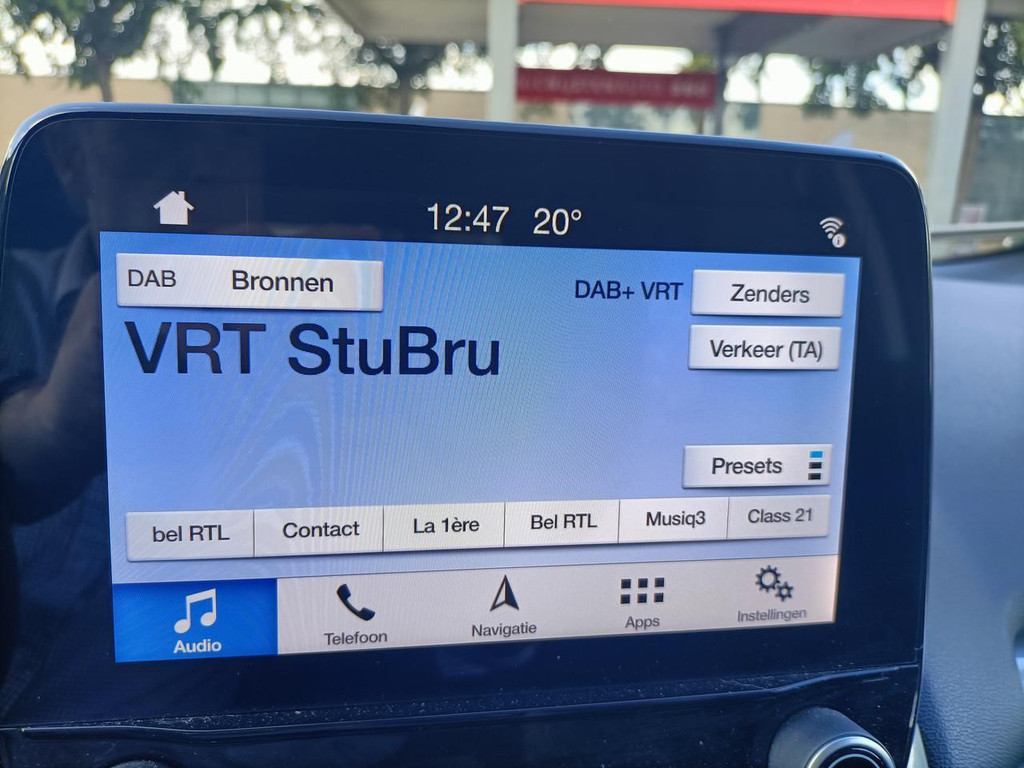 12:47 20°
DAB Bronnen
DAB+ VRT
Zenders
VRT StuBru
Verkeer (TA)
Presets
bel RTL Contact La 1ère Bel RTL Musiq3 Class 21
Audio Telefoon Navigatie Apps Instellingen